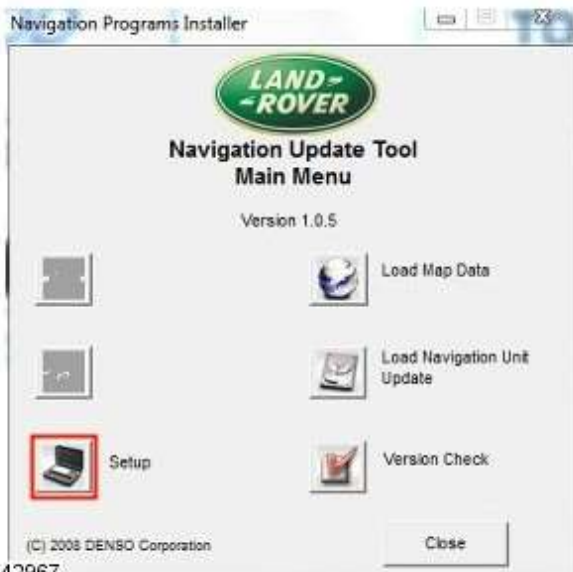 Navigation Programs Installer
LAND-
-ROVER
Navigation Update Tool
Main Menu
Version 1.0.5
Load Map Data
Load Navigation Unit
Update
Setup
Version Check
(C) 2008 DENSO Corporation
Close